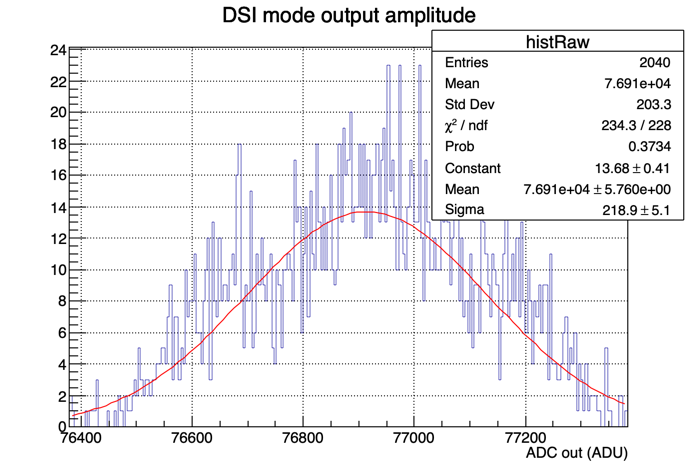 DSI mode output amplitude
histRaw
Entries 2040
Mean 7.691e+04
Std Dev 203.3
χ² / ndf 234.3 / 228
Prob 0.3734
Constant 13.68 ± 0.41
Mean 7.691e+04 ± 5.760e+00
Sigma 218.9 ± 5.1
24
22
20
18
16
14
12
10
8
6
4
2
0
76400 76600 76800 77000 77200
ADC out (ADU)